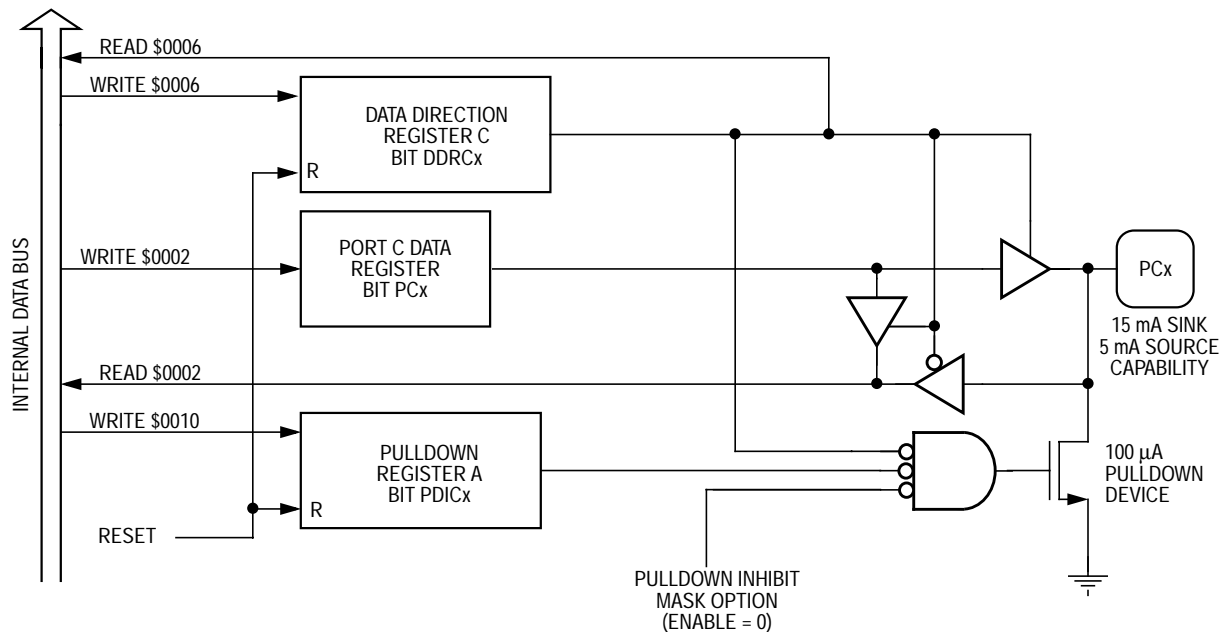 READ $0006
WRITE $0006
DATA DIRECTION
REGISTER C
BIT DDRCx
R
INTERNAL DATA BUS
WRITE $0002
PORT C DATA
REGISTER
BIT PCx
PCx
15 mA SINK
5 mA SOURCE
CAPABILITY
READ $0002
WRITE $0010
PULLDOWN
REGISTER A
BIT PDICx
R
100 µA
PULLDOWN
DEVICE
RESET
PULLDOWN INHIBIT
MASK OPTION
(ENABLE = 0)